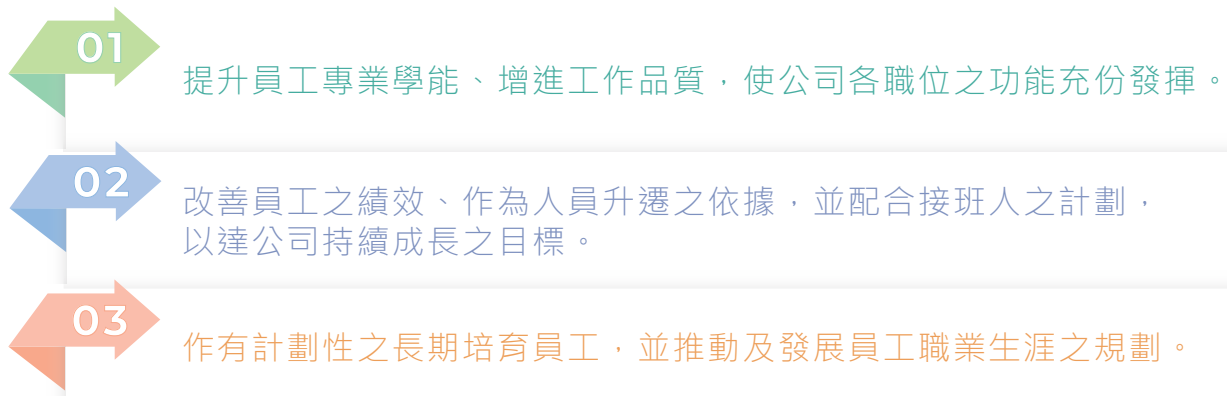 01
提升員工專業學能、增進工作品質，使公司各職位之功能充份發揮。
02
改善員工之績效、作為人員升遷之依據，並配合接班人之計劃，
以達公司持續成長之目標。
03
作有計劃性之長期培育員工，並推動及發展員工職業生涯之規劃。